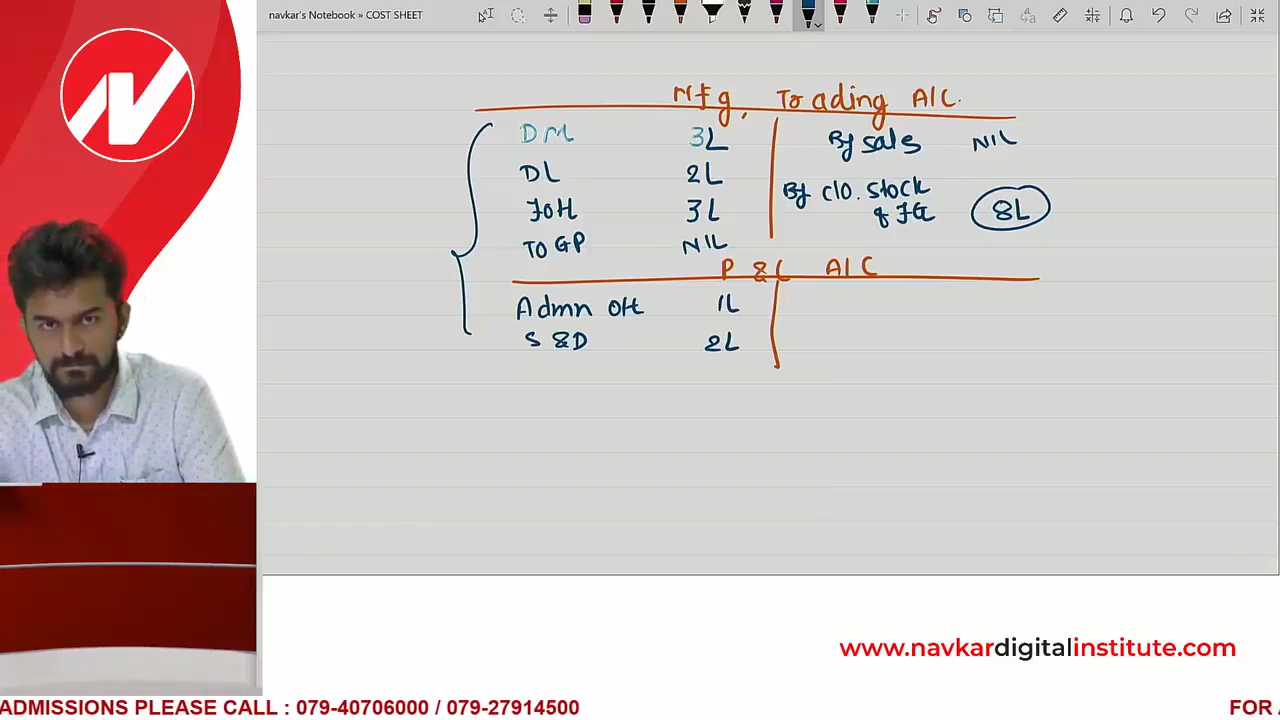 navkar's Notebook » COST SHEET
Mfg, Trading A/C.
DM 3L By sales NIL
DL 2L By clo. stock
FOH 3L of FG 8L
TO GP NIL
P & L A/C
Admn OH 1L
S &D 2L
www.navkardigitalinstitute.com
ADMISSIONS PLEASE CALL : 079-40706000 / 079-27914500 FOR A